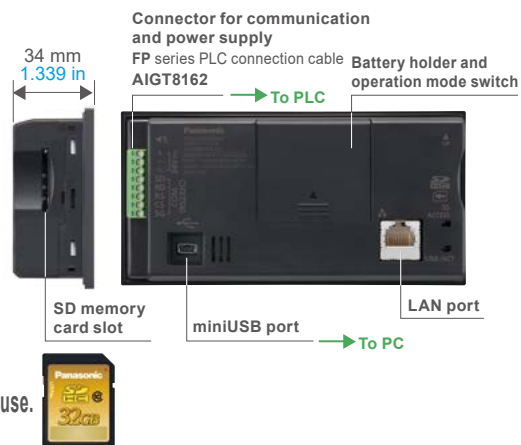 Connector for communication
and power supply
FP series PLC connection cable
AIGT8162
To PLC
Battery holder and
operation mode switch
34 mm
1.339 in
Panasonic
SD memory
card slot
miniUSB port
To PC
LAN port
use.
Panasonic
32GB